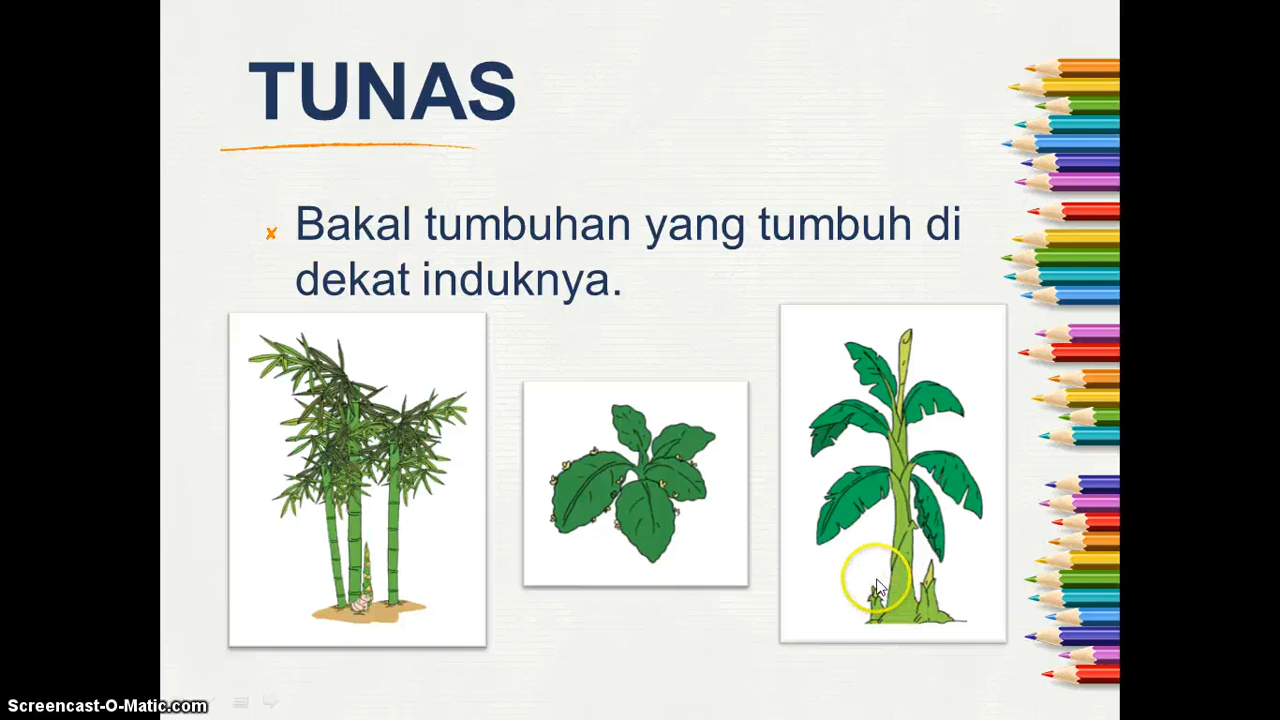 TUNAS
Bakal tumbuhan yang tumbuh di
dekat induknya.
Screencast-O-Matic.com